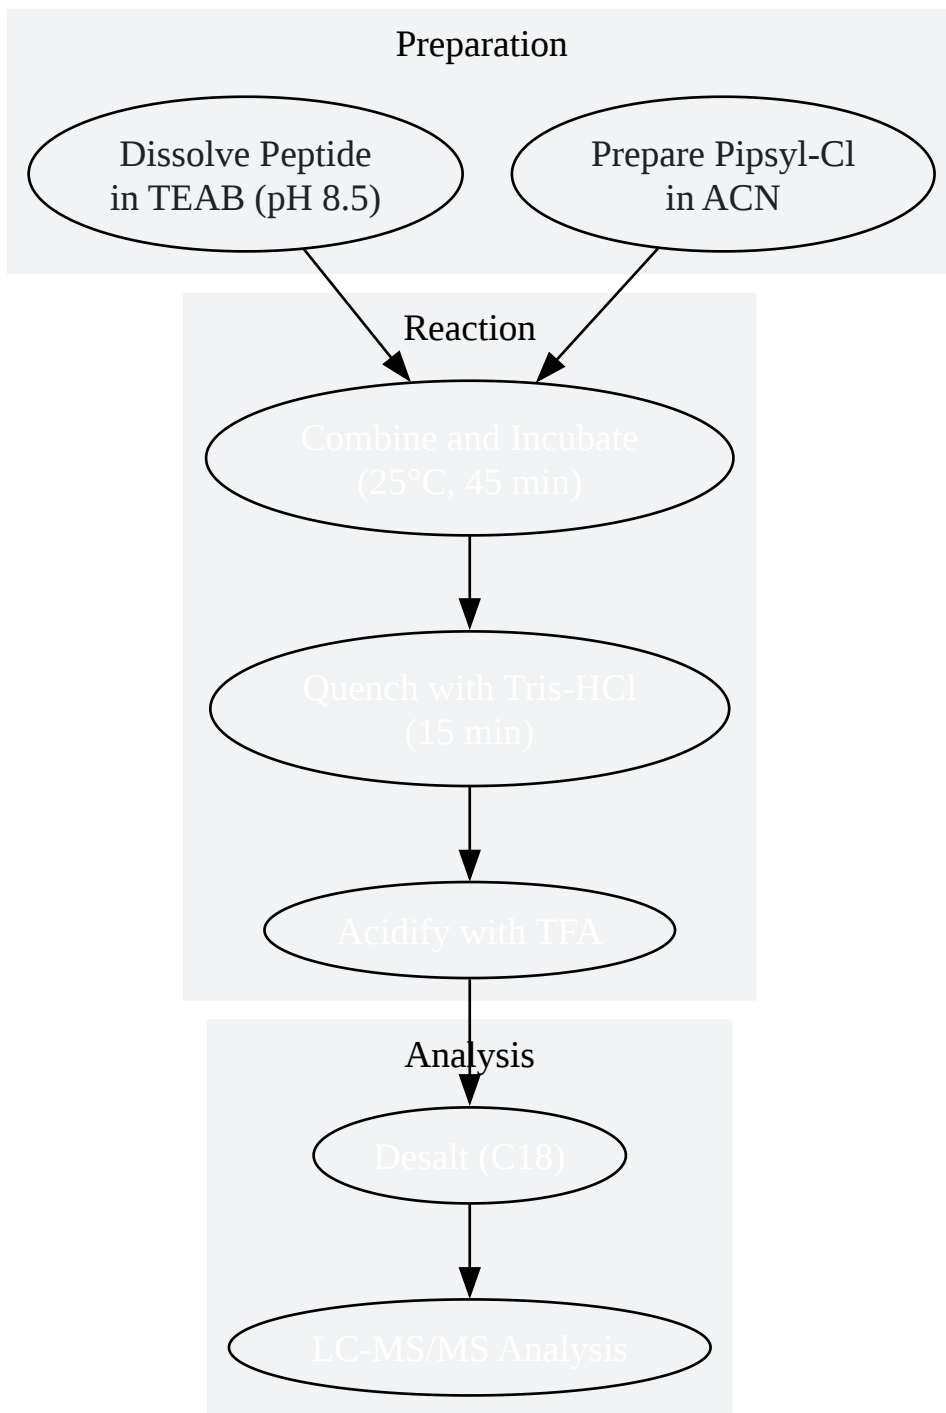 Preparation
Dissolve Peptide
in TEAB (pH 8.5)
Prepare Pipsyl-Cl
in ACN
Reaction
Combine and Incubate
(25°C, 45 min)
Quench with Tris-HCl
(15 min)
Acidify with TFA
Analysis
Desalt (C18)
LC-MS/MS Analysis